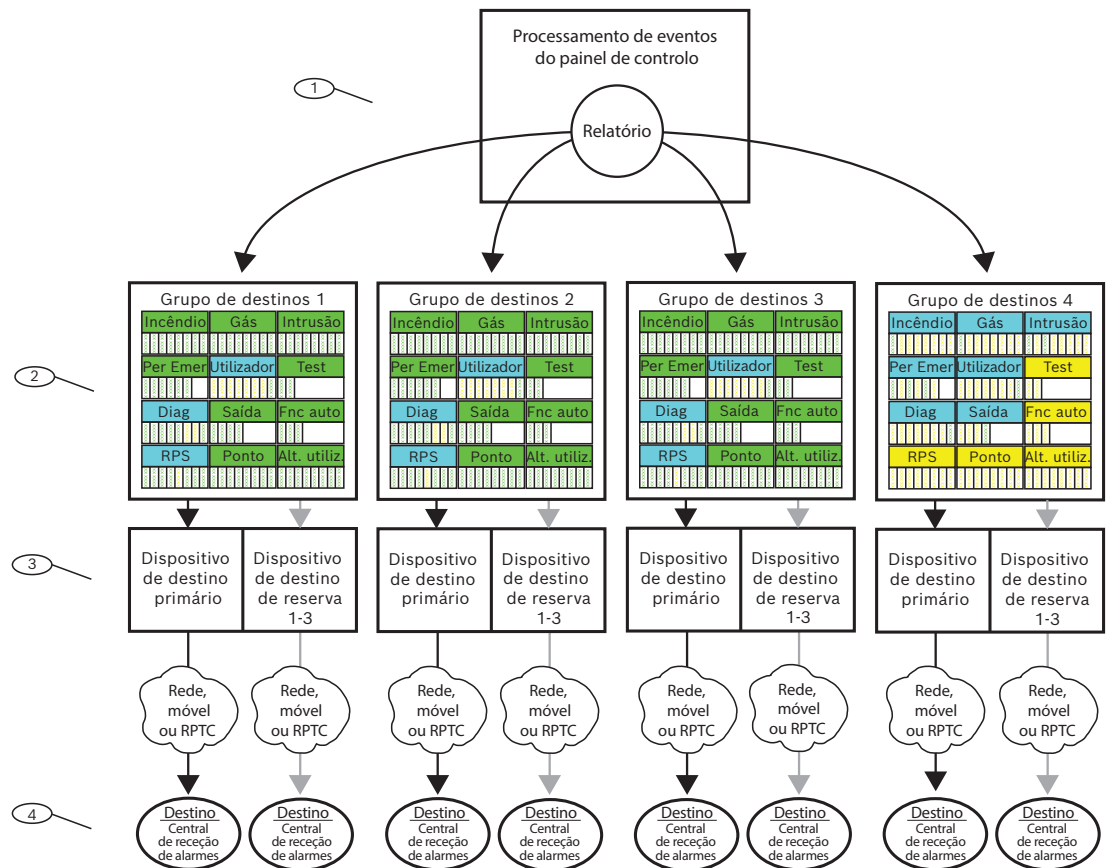 Processamento de eventos
do painel de controlo
1
Relatório
Grupo de destinos 1
Incêndio Gás Intrusão
Per Emer Utilizador Test
Diag Saída Fnc auto
RPS Ponto Alt. utiliz.
Grupo de destinos 2
Incêndio Gás Intrusão
Per Emer Utilizador Test
Diag Saída Fnc auto
RPS Ponto Alt. utiliz.
Grupo de destinos 3
Incêndio Gás Intrusão
Per Emer Utilizador Test
Diag Saída Fnc auto
RPS Ponto Alt. utiliz.
Grupo de destinos 4
Incêndio Gás Intrusão
Per Emer Utilizador Test
Diag Saída Fnc auto
RPS Ponto Alt. utiliz.
2
3
Dispositivo
de destino
primário
Dispositivo
de destino
de reserva
1-3
Dispositivo
de destino
primário
Dispositivo
de destino
de reserva
1-3
Dispositivo
de destino
primário
Dispositivo
de destino
de reserva
1-3
Dispositivo
de destino
primário
Dispositivo
de destino
de reserva
1-3
Rede,
móvel
ou RPTC
Rede,
móvel
ou RPTC
Rede,
móvel
ou RPTC
Rede,
móvel
ou RPTC
Rede,
móvel
ou RPTC
Rede,
móvel
ou RPTC
Rede,
móvel
ou RPTC
Rede,
móvel
ou RPTC
4
Destino
Central
de receção
de alarmes
Destino
Central
de receção
de alarmes
Destino
Central
de receção
de alarmes
Destino
Central
de receção
de alarmes
Destino
Central
de receção
de alarmes
Destino
Central
de receção
de alarmes
Destino
Central
de receção
de alarmes
Destino
Central
de receção
de alarmes